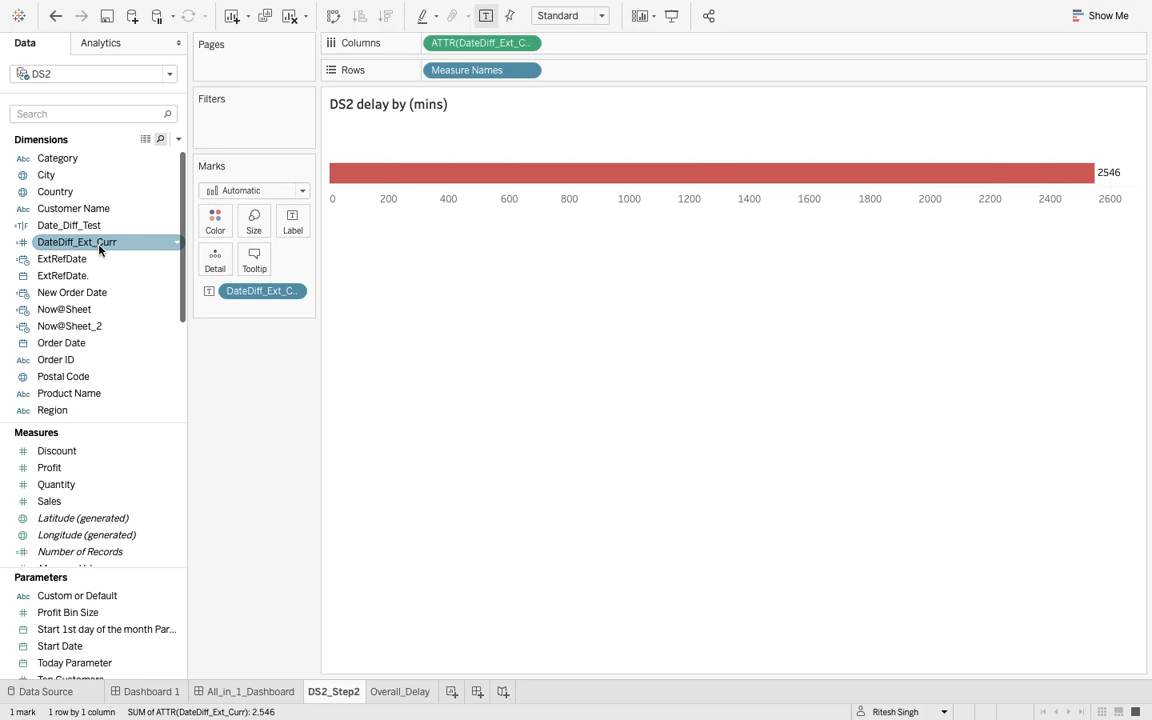 Standard
Show Me
Data
Analytics
DS2
Search
Dimensions
Abc Category
City
Country
Abc Customer Name
=T|F Date_Diff_Test
=# DateDiff_Ext_Curr
ExtRefDate
ExtRefDate.
New Order Date
Now@Sheet
Now@Sheet_2
Order Date
Abc Order ID
Postal Code
Abc Product Name
Abc Region
Measures
# Discount
# Profit
# Quantity
# Sales
Latitude (generated)
Longitude (generated)
=# Number of Records
Parameters
Abc Custom or Default
# Profit Bin Size
Start 1st day of the month Par...
Start Date
Today Parameter
Pages
Filters
Marks
Automatic
Color Size Label
Detail Tooltip
DateDiff_Ext_C..
Columns ATTR(DateDiff_Ext_C..
Rows Measure Names
DS2 delay by (mins)
2546
0 200 400 600 800 1000 1200 1400 1600 1800 2000 2200 2400 2600
Data Source Dashboard 1 All_in_1_Dashboard DS2_Step2 Overall_Delay
1 mark 1 row by 1 column SUM of ATTR(DateDiff_Ext_Curr): 2,546 Ritesh Singh